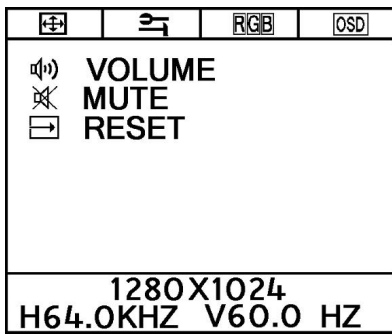 RGB OSD
VOLUME
MUTE
RESET
1280X1024
H64.0KHZ V60.0 HZ